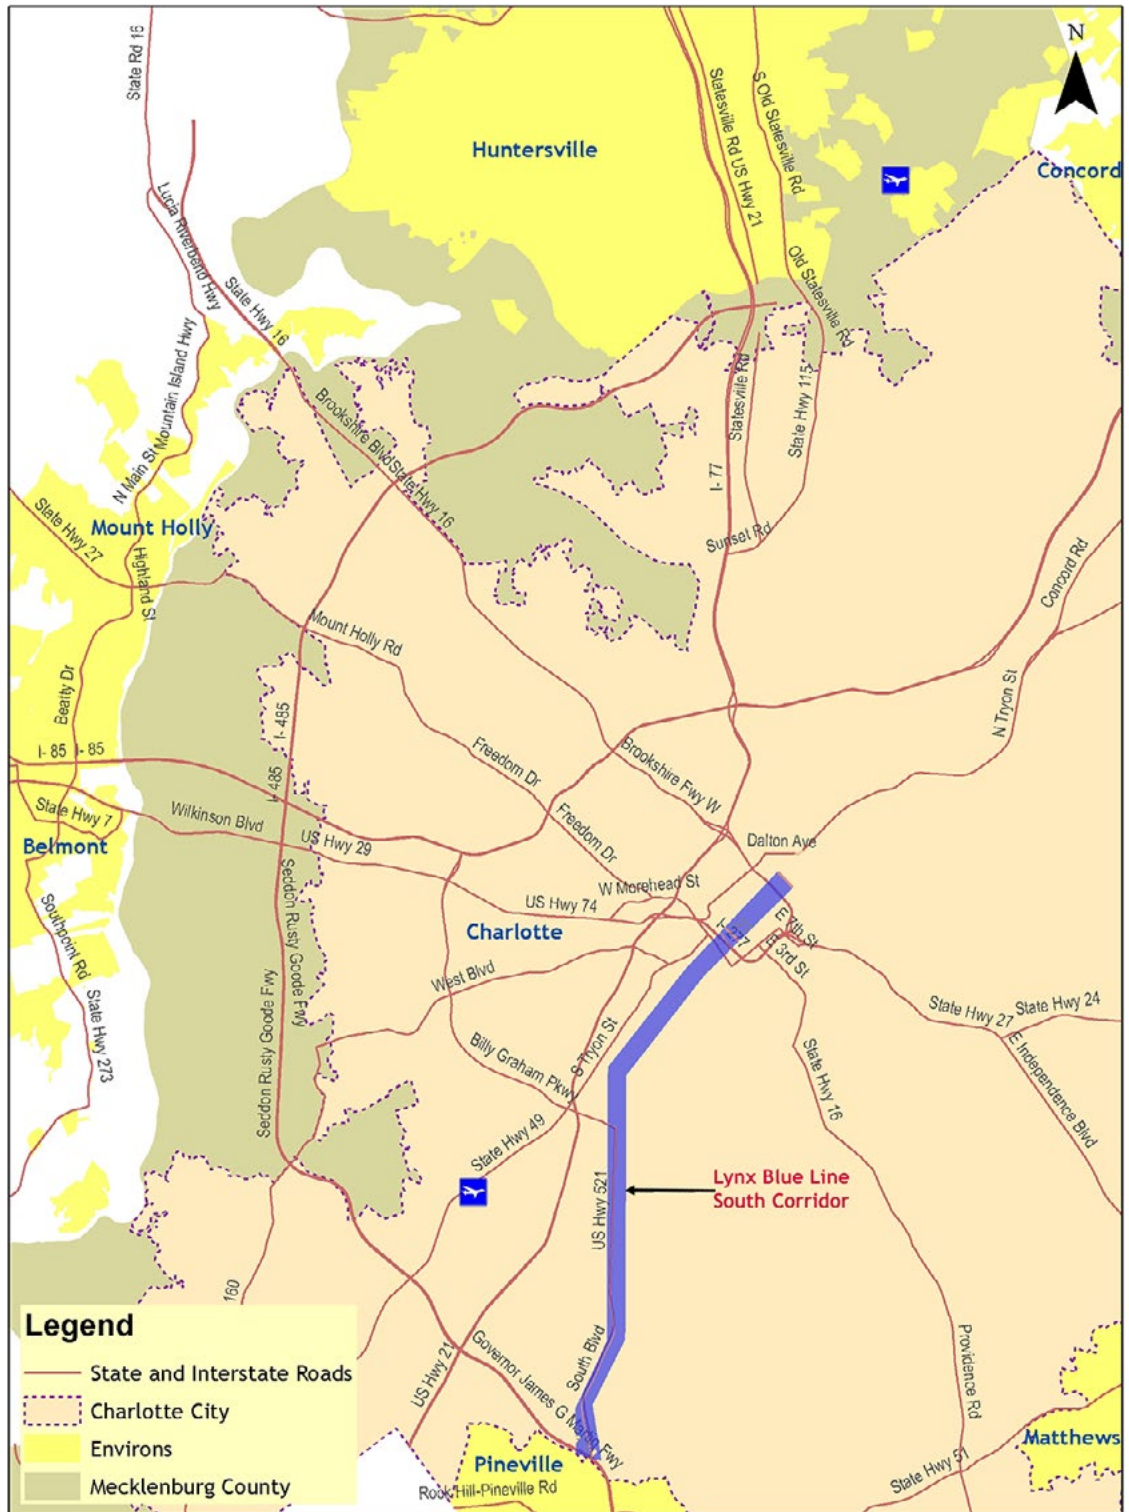 N
State Rd 16
Huntersville
Statesville Rd US Hwy 21
S Old Statesville Rd
Concord
Lucia Riverbend Hwy
State Hwy 16
Old Statesville Rd
N Main St Mountain Island Hwy
Brookshire Blvd State Hwy 16
Statesville Rd
State Hwy 115
I- 77
Sunset Rd
State Hwy 27
Mount Holly
Highland St
Concord Rd
Mount Holly Rd
Beatty Dr
I- 485
N Tryon St
I- 85
I- 85
I- 485
Freedom Dr
Brookshire Fwy W
State Hwy 7
Wilkinson Blvd
US Hwy 29
Freedom Dr
Dalton Ave
Belmont
Seddon Rusty Goode Fwy
W Morehead St
US Hwy 74
Charlotte
I- 277
E 7th St
E 3rd St
Southpoint Rd
State Hwy 273
West Blvd
Seddon Rusty Goode Fwy
State Hwy 27
State Hwy 24
S Tryon St
Billy Graham Pkwy
State Hwy 16
E Independence Blvd
State Hwy 49
US Hwy 521
Lynx Blue Line
South Corridor
160
Legend
State and Interstate Roads
Charlotte City
Environs
Mecklenburg County
US Hwy 21
Governor James G Martin Fwy
South Blvd
Providence Rd
Matthews
Pineville
State Hwy 51
Rock Hill-Pineville Rd